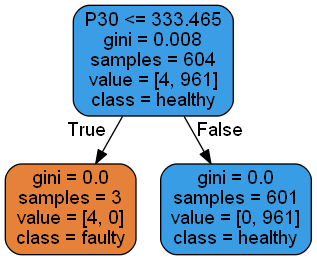 P30 <= 333.465
gini = 0.008
samples = 604
value = [4, 961]
class = healthy
True
False
gini = 0.0
samples = 3
value = [4, 0]
class = faulty
gini = 0.0
samples = 601
value = [0, 961]
class = healthy